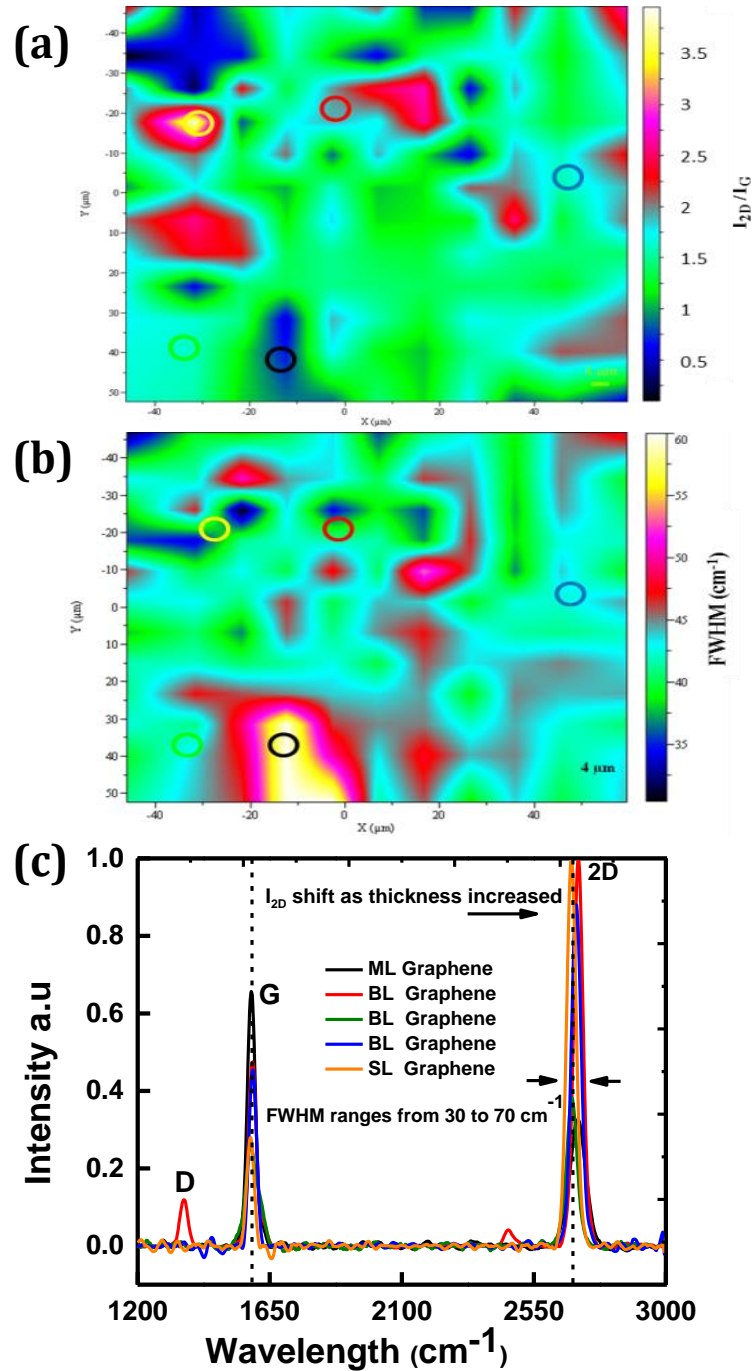 (a)
-40
-30
-20
-10
0
10
20
30
40
50
Y (µm)
-40
-20
0
20
40
X (µm)
3.5
3
2.5
2
1.5
1
0.5
I2D/IG
(b)
-40
-30
-20
-10
0
10
20
30
40
50
Y (µm)
4 µm
-40
-20
0
20
40
X (µm)
60
55
50
45
40
35
FWHM (cm-1)
(c)
1.0
0.8
0.6
0.4
0.2
0.0
Intensity a.u
I2D shift as thickness increased
2D
G
D
ML Graphene
BL Graphene
BL Graphene
BL Graphene
SL Graphene
FWHM ranges from 30 to 70 cm-1
1200 1650 2100 2550 3000
Wavelength (cm-1)